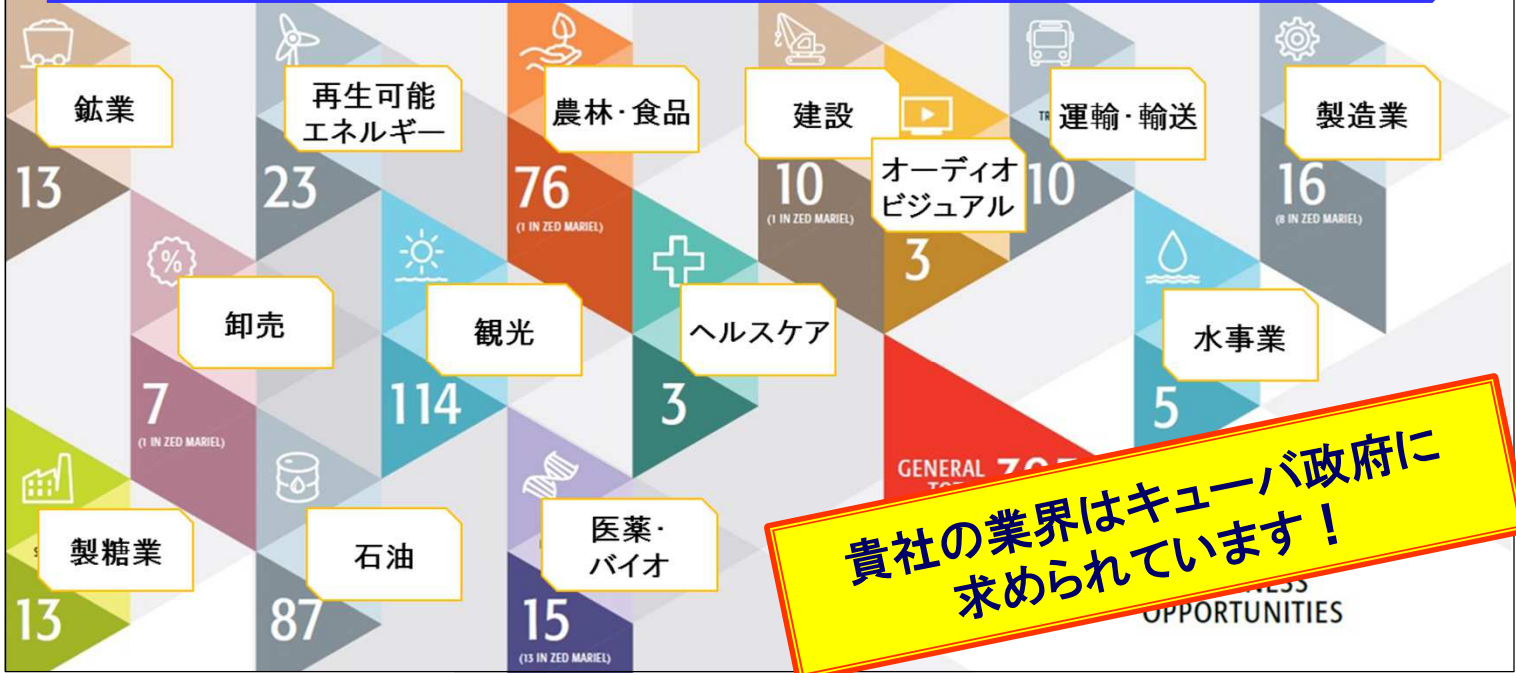 鉱業
13
再生可能
エネルギー
23
農林·食品
76
(1 IN ZED MARIEL)
建設
10
(1 IN ZED MARIEL)
オーディオ
ビジュアル
3
運輸·輸送
10
製造業
16
(8 IN ZED MARIEL)
卸売
7
(1 IN ZED MARIEL)
観光
114
ヘルスケア
3
水事業
5
製糖業
13
石油
87
医薬·
バイオ
15
(13 IN ZED MARIEL)
GENERAL
貴社の業界はキューバ政府に
求められています！
OPPORTUNITIES